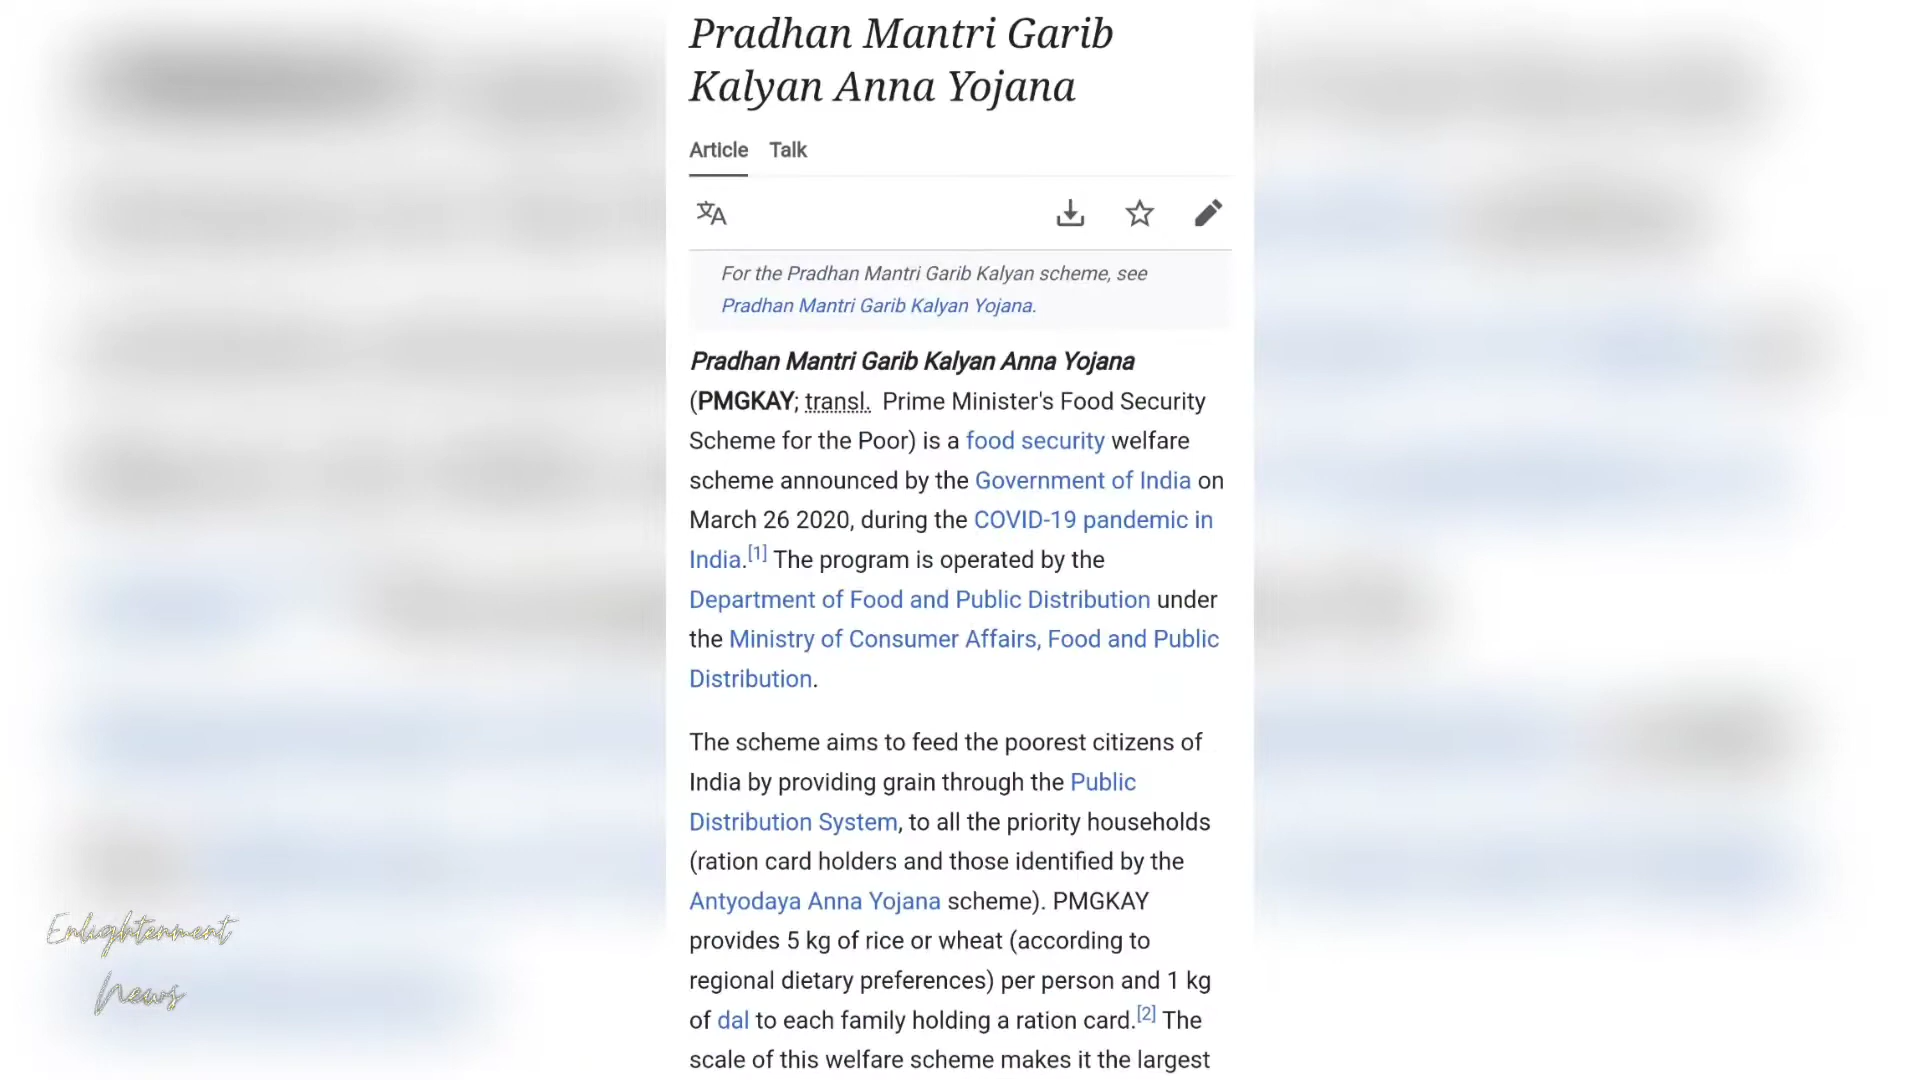 Pradhan Mantri Garib
Kalyan Anna Yojana
Article Talk
For the Pradhan Mantri Garib Kalyan scheme, see
Pradhan Mantri Garib Kalyan Yojana.
Pradhan Mantri Garib Kalyan Anna Yojana
(PMGKAY; transl. Prime Minister's Food Security
Scheme for the Poor) is a food security welfare
scheme announced by the Government of India on
March 26 2020, during the COVID-19 pandemic in
India.[1] The program is operated by the
Department of Food and Public Distribution under
the Ministry of Consumer Affairs, Food and Public
Distribution.
The scheme aims to feed the poorest citizens of
India by providing grain through the Public
Distribution System, to all the priority households
(ration card holders and those identified by the
Antyodaya Anna Yojana scheme). PMGKAY
provides 5 kg of rice or wheat (according to
regional dietary preferences) per person and 1 kg
of dal to each family holding a ration card.[2] The
scale of this welfare scheme makes it the largest
Enlightenment
News